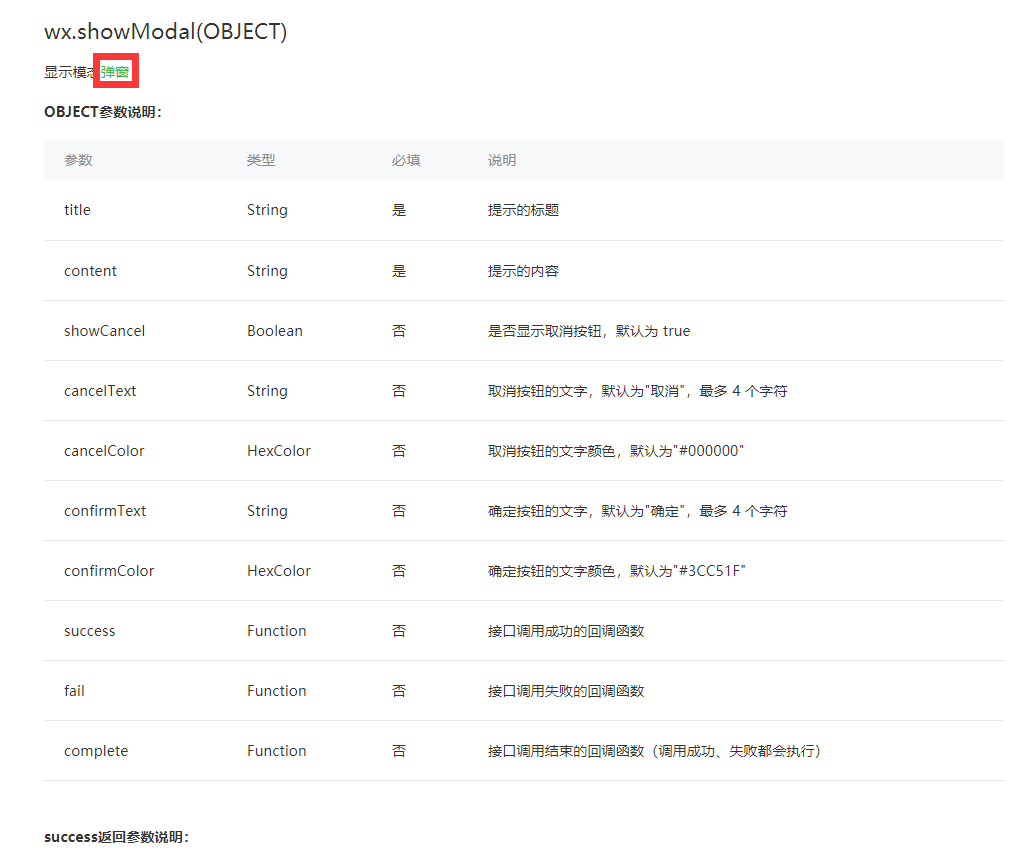 wx.showModal(OBJECT)
显示模态弹窗
OBJECT参数说明：
参数 类型 必填 说明
title String 是 提示的标题
content String 是 提示的内容
showCancel Boolean 否 是否显示取消按钮，默认为 true
cancelText String 否 取消按钮的文字，默认为"取消"，最多 4 个字符
cancelColor HexColor 否 取消按钮的文字颜色，默认为"#000000"
confirmText String 否 确定按钮的文字，默认为"确定"，最多 4 个字符
confirmColor HexColor 否 确定按钮的文字颜色，默认为"#3CC51F"
success Function 否 接口调用成功的回调函数
fail Function 否 接口调用失败的回调函数
complete Function 否 接口调用结束的回调函数（调用成功、失败都会执行）
success返回参数说明：